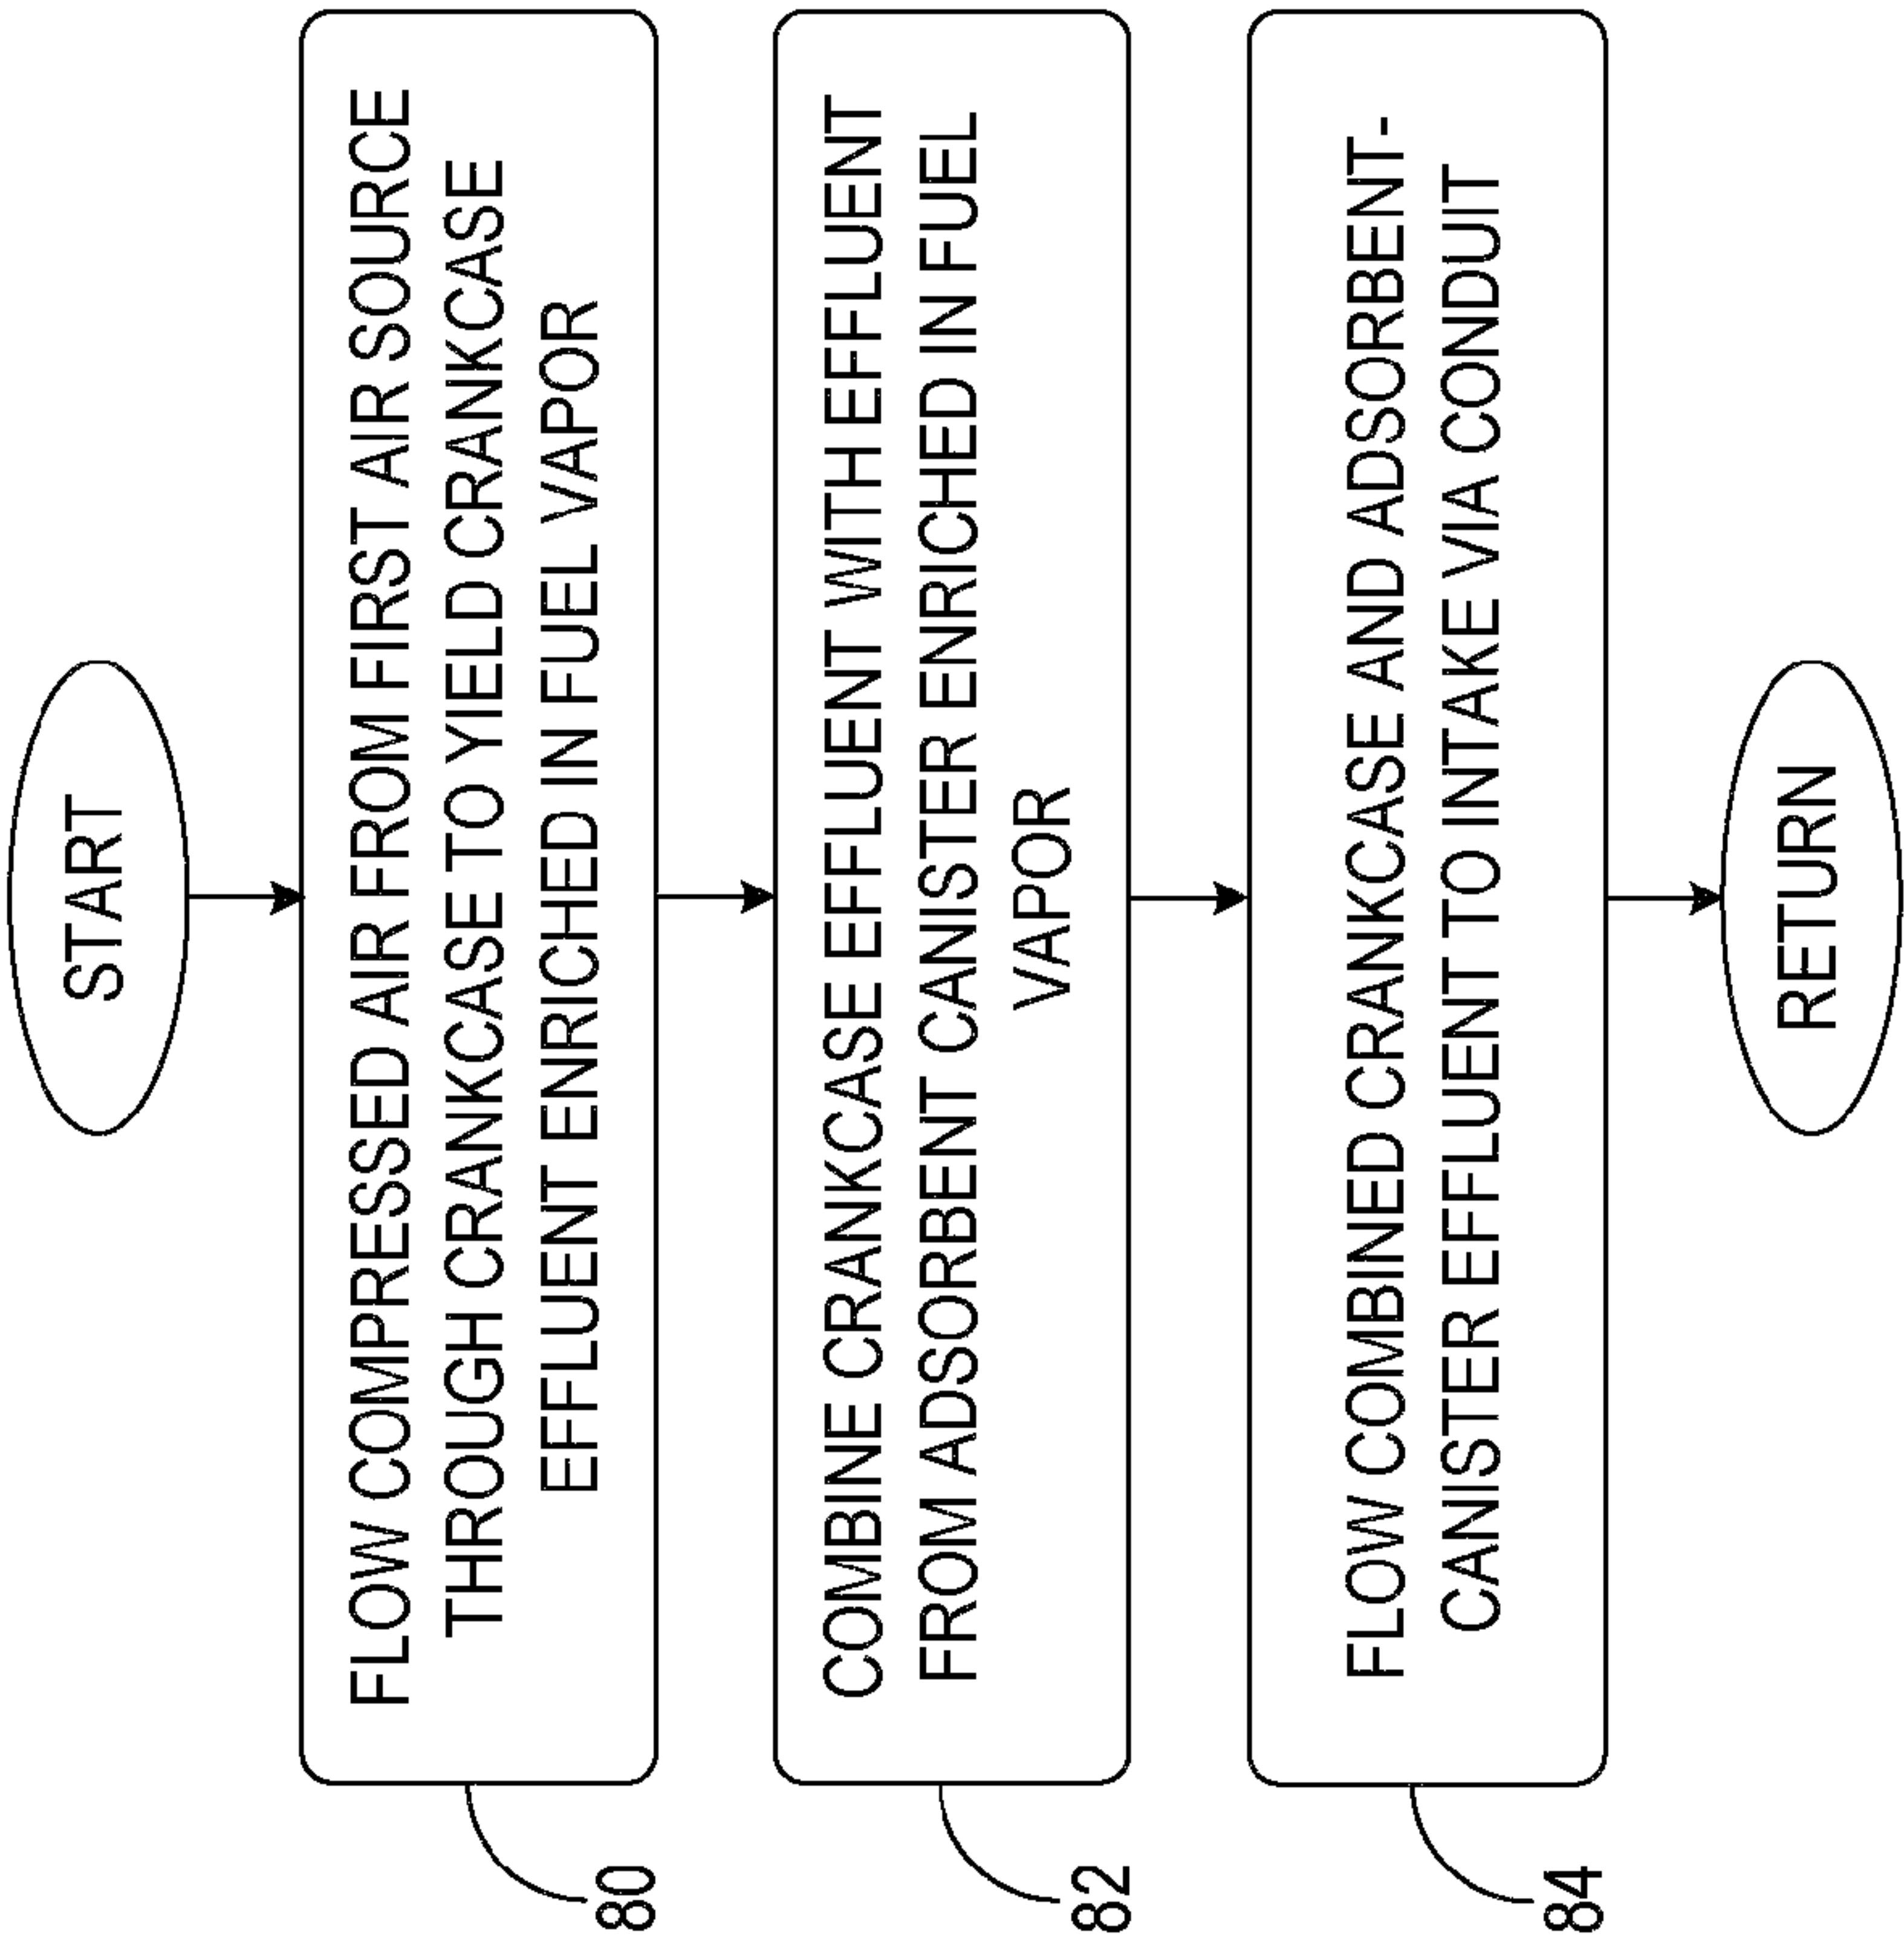 START
FLOW COMPRESSED AIR FROM FIRST AIR SOURCE
THROUGH CRANKCASE TO YIELD CRANKCASE
EFFLUENT ENRICHED IN FUEL VAPOR
80
COMBINE CRANKCASE EFFLUENT WITH EFFLUENT
FROM ADSORBENT CANISTER ENRICHED IN FUEL
VAPOR
82
FLOW COMBINED CRANKCASE AND ADSORBENT-
CANISTER EFFLUENT TO INTAKE VIA CONDUIT
84
RETURN